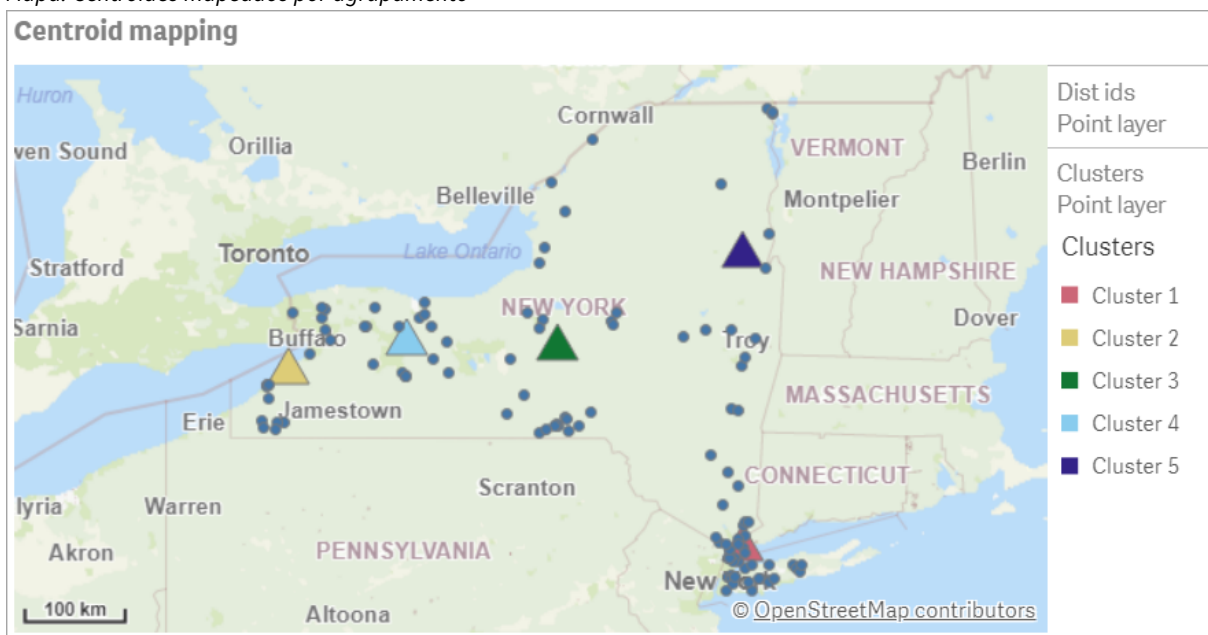 Centroid mapping
Huron
Cornwall
Dist ids
Point layer
ven Sound
Orillia
VERMONT
Berlin
Clusters
Point layer
Belleville
Montpelier
Clusters
Toronto
Lake Ontario
Stratford
NEW HAMPSHIRE
Cluster 1
NEW YORK
Sarnia
Buffalo
Troy
Dover
Cluster 2
Cluster 3
MASSACHUSETTS
Jamestown
Erie
Cluster 4
CONNECTICUT
Cluster 5
Scranton
lyria
Warren
Akron
PENNSYLVANIA
New York
100 km
Altoona
© OpenStreetMap contributors